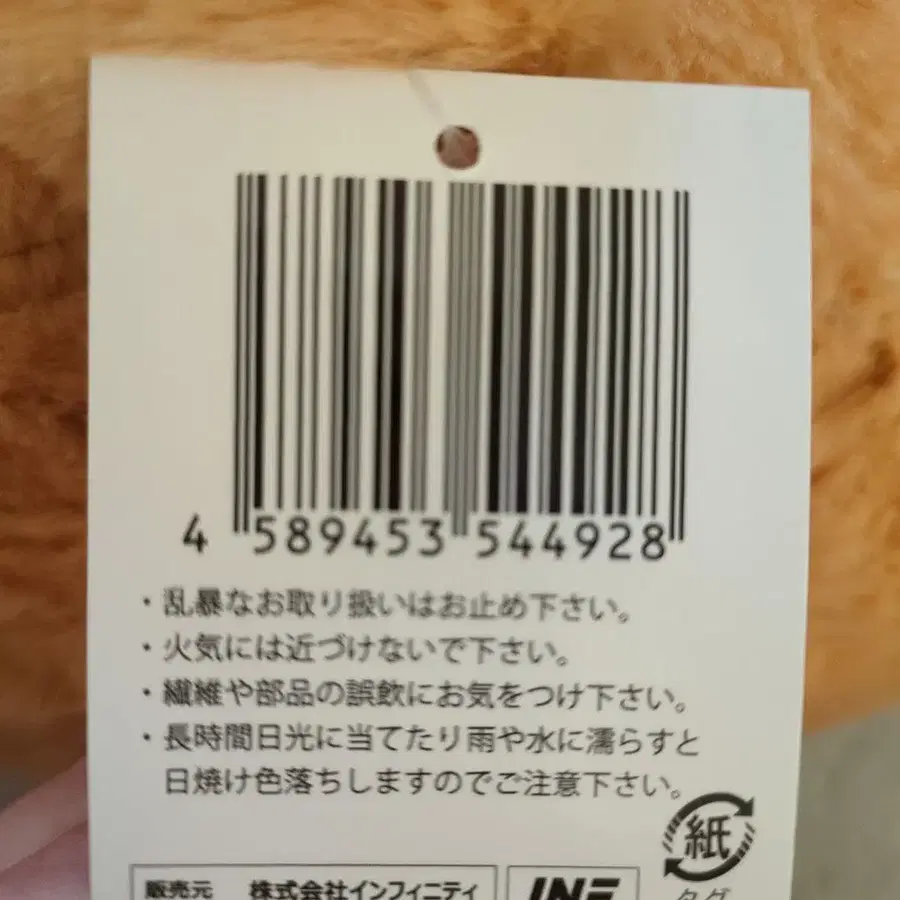 4 589453 544928
・乱暴なお取り扱いはお止め下さい。
・火気には近づけないで下さい。
・繊維や部品の誤飲にお気をつけ下さい。
・長時間日光に当てたり雨や水に濡らすと
日焼け色落ちしますのでご注意下さい。
紙
タグ
販売元 株式会社インフィニティ
INF